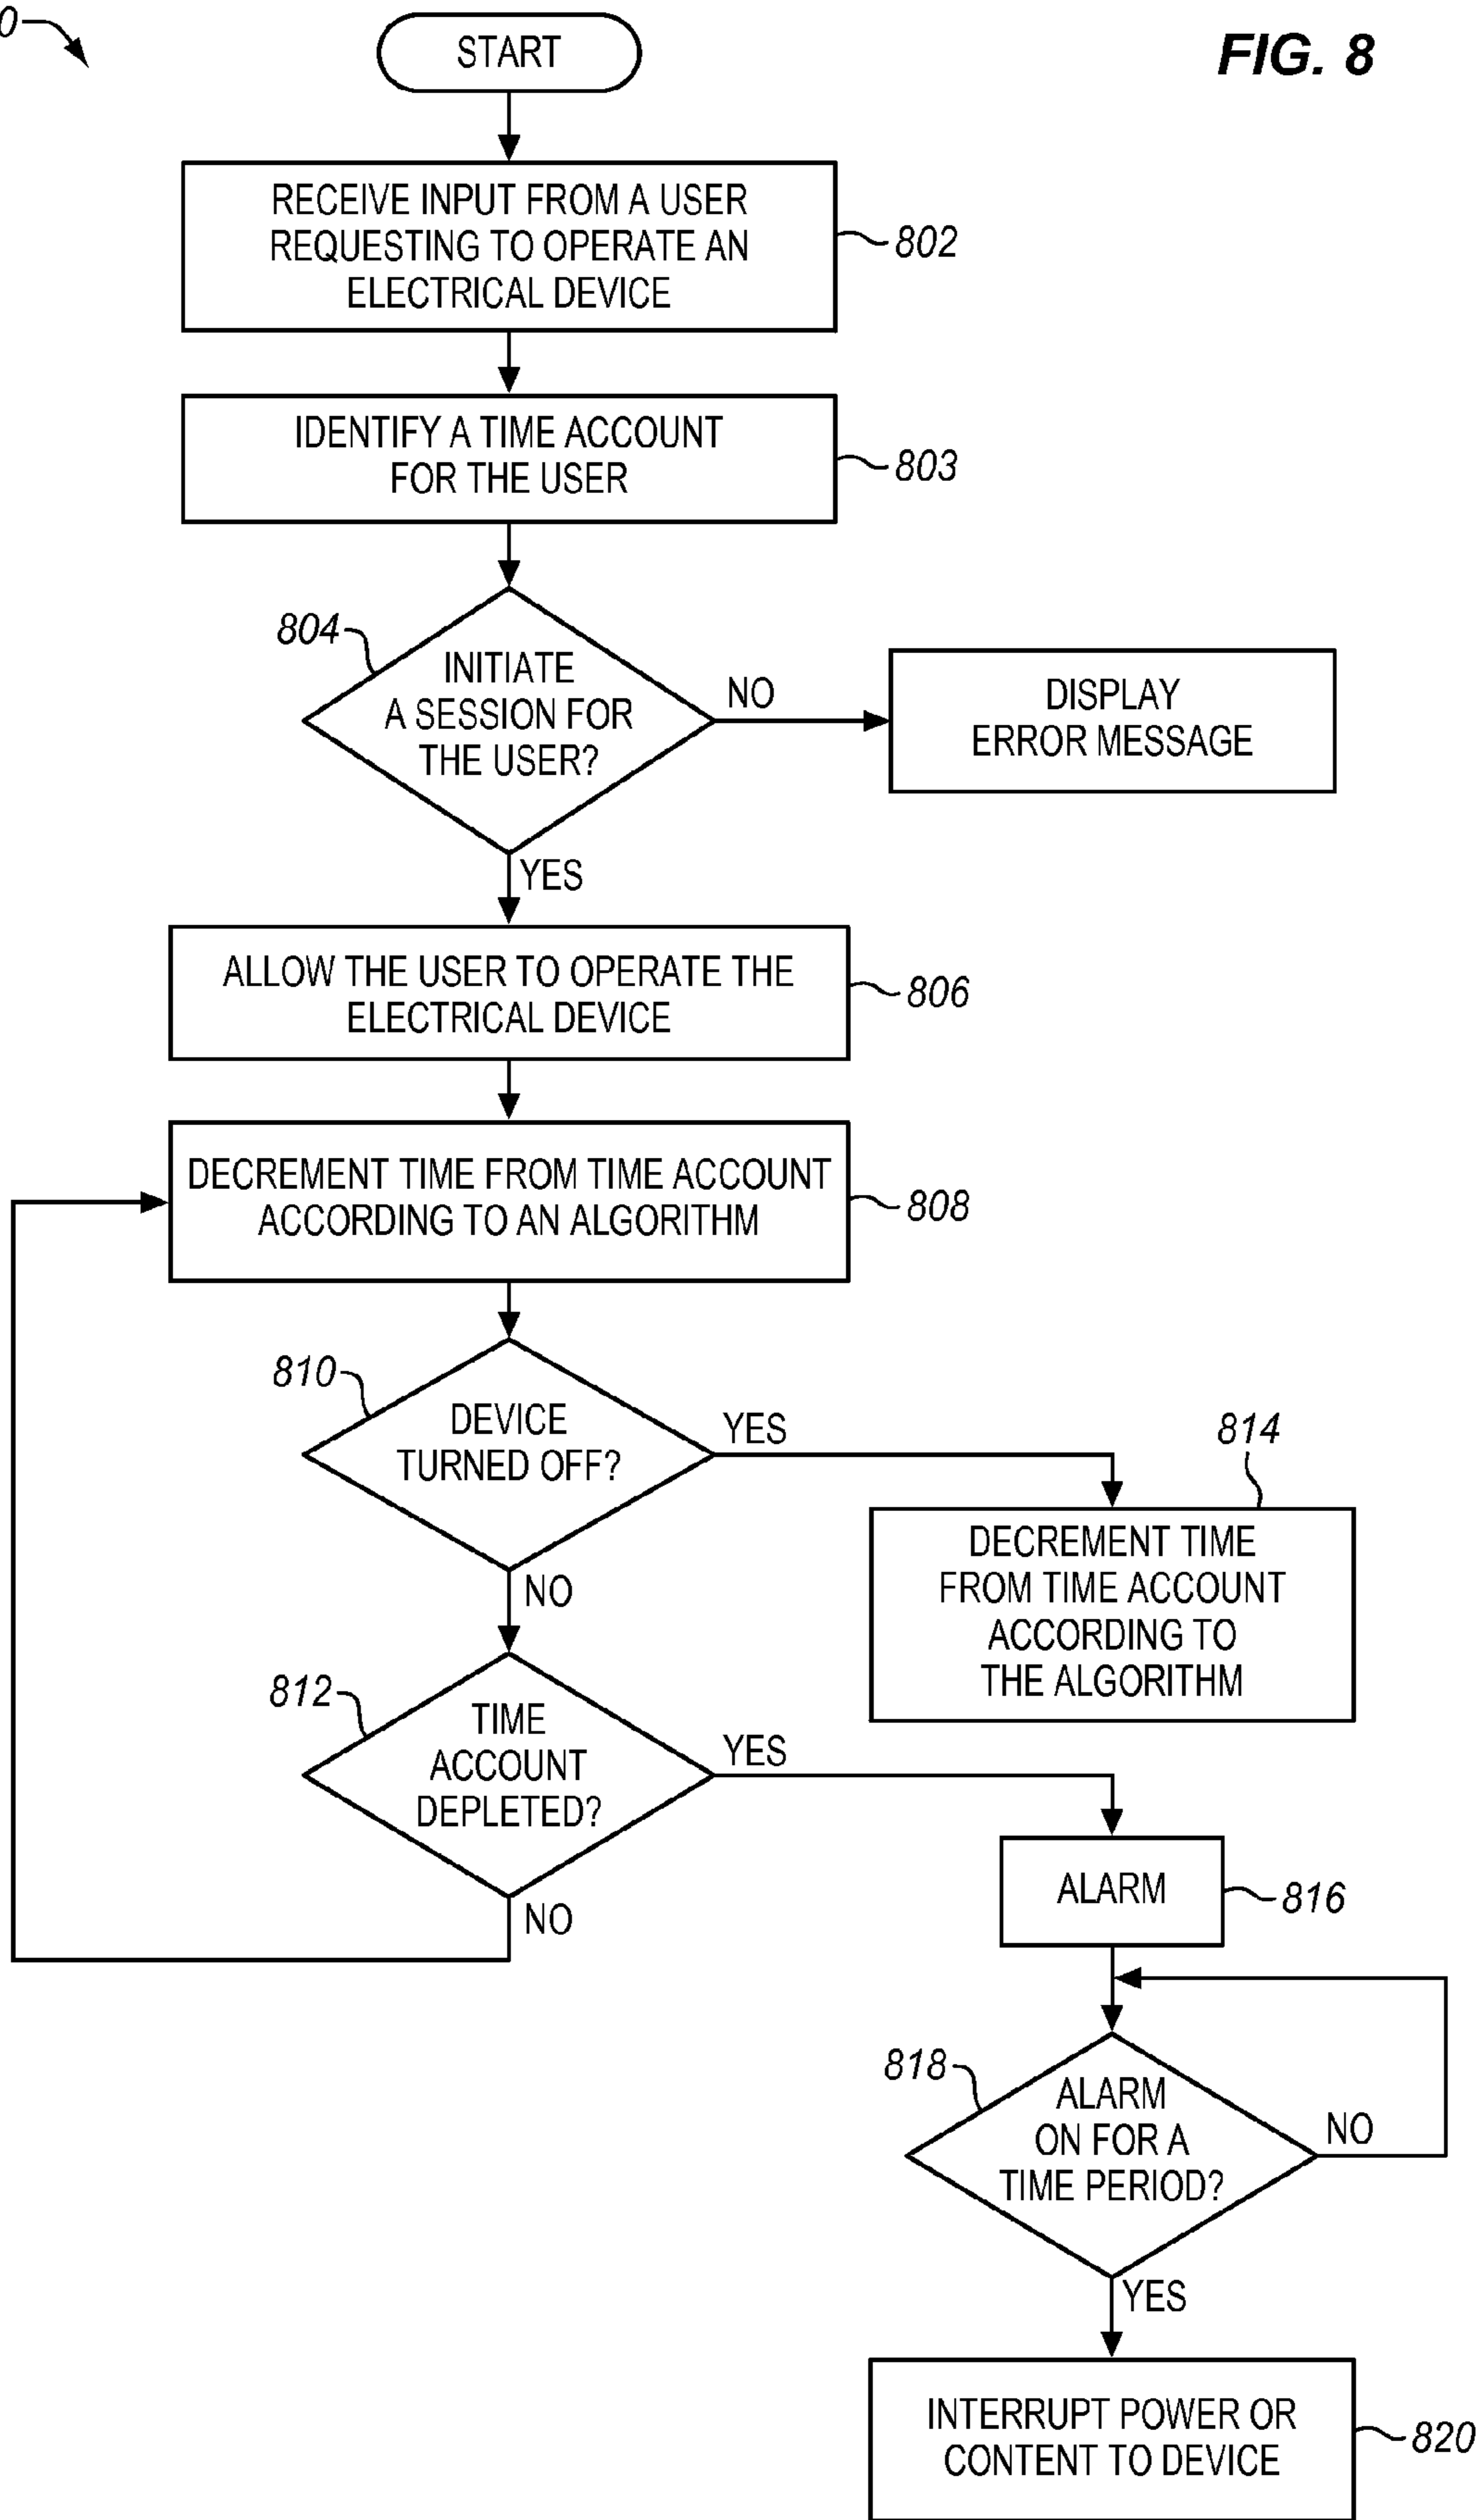 0
FIG. 8
START
RECEIVE INPUT FROM A USER
REQUESTING TO OPERATE AN
ELECTRICAL DEVICE
802
IDENTIFY A TIME ACCOUNT
FOR THE USER
803
804
INITIATE
A SESSION FOR
THE USER?
NO
DISPLAY
ERROR MESSAGE
YES
ALLOW THE USER TO OPERATE THE
ELECTRICAL DEVICE
806
DECREMENT TIME FROM TIME ACCOUNT
ACCORDING TO AN ALGORITHM
808
810
DEVICE
TURNED OFF?
YES
814
DECREMENT TIME
FROM TIME ACCOUNT
ACCORDING TO
THE ALGORITHM
NO
812
TIME
ACCOUNT
DEPLETED?
YES
ALARM
816
NO
818
ALARM
ON FOR A
TIME PERIOD?
NO
YES
INTERRUPT POWER OR
CONTENT TO DEVICE
820